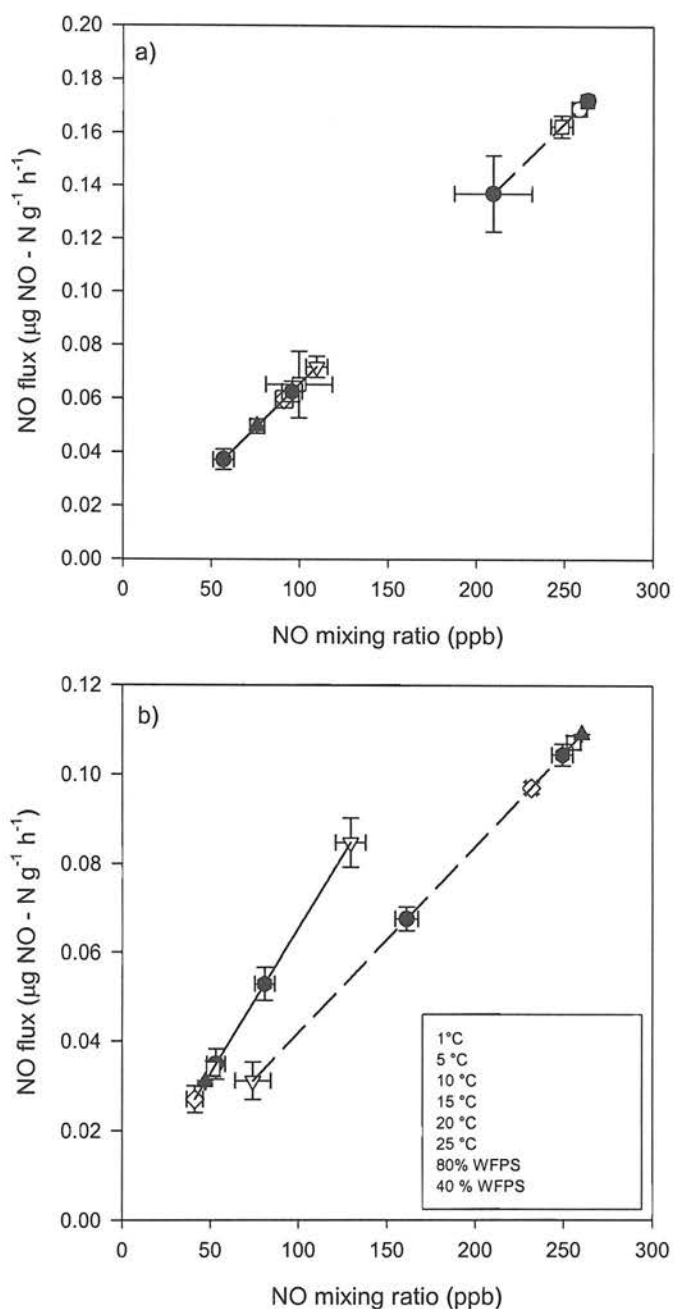 a)
0.20
0.18
0.16
0.14
0.12
0.10
0.08
0.06
0.04
0.02
0.00
NO flux (µg NO - N g⁻¹ h⁻¹)
0 50 100 150 200 250 300
NO mixing ratio (ppb)
b)
0.12
0.10
0.08
0.06
0.04
0.02
0.00
NO flux (µg NO - N g⁻¹ h⁻¹)
1°C
5 °C
10 °C
15 °C
20 °C
25 °C
80% WFPS
40 % WFPS
0 50 100 150 200 250 300
NO mixing ratio (ppb)